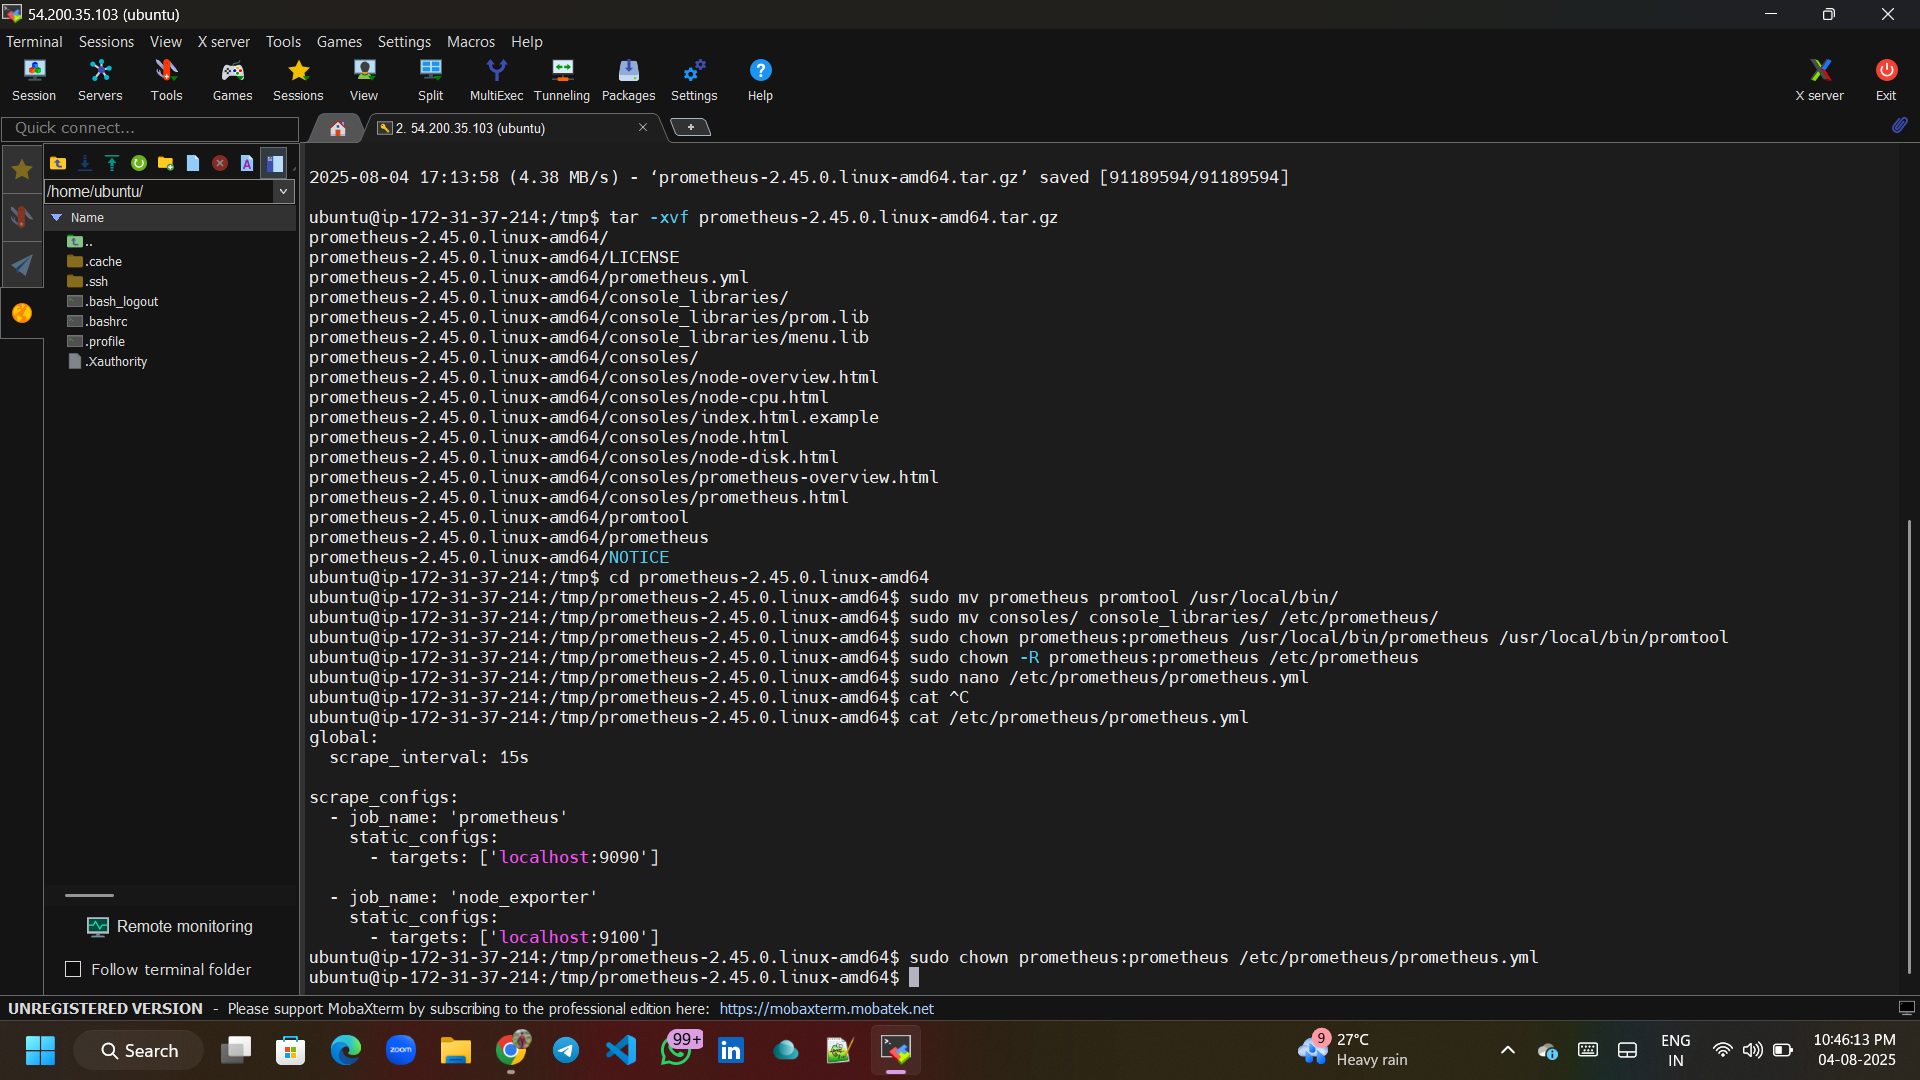 54.200.35.103 (ubuntu)
Terminal Sessions View X server Tools Games Settings Macros Help
Session Servers Tools Games Sessions View Split MultiExec Tunneling Packages Settings Help X server Exit
Quick connect...
2. 54.200.35.103 (ubuntu)
/home/ubuntu/
Name
..
.cache
.ssh
.bash_logout
.bashrc
.profile
.Xauthority
Remote monitoring
Follow terminal folder
2025-08-04 17:13:58 (4.38 MB/s) - ‘prometheus-2.45.0.linux-amd64.tar.gz’ saved [91189594/91189594]
ubuntu@ip-172-31-37-214:/tmp$ tar -xvf prometheus-2.45.0.linux-amd64.tar.gz
prometheus-2.45.0.linux-amd64/
prometheus-2.45.0.linux-amd64/LICENSE
prometheus-2.45.0.linux-amd64/prometheus.yml
prometheus-2.45.0.linux-amd64/console_libraries/
prometheus-2.45.0.linux-amd64/console_libraries/prom.lib
prometheus-2.45.0.linux-amd64/console_libraries/menu.lib
prometheus-2.45.0.linux-amd64/consoles/
prometheus-2.45.0.linux-amd64/consoles/node-overview.html
prometheus-2.45.0.linux-amd64/consoles/node-cpu.html
prometheus-2.45.0.linux-amd64/consoles/index.html.example
prometheus-2.45.0.linux-amd64/consoles/node.html
prometheus-2.45.0.linux-amd64/consoles/node-disk.html
prometheus-2.45.0.linux-amd64/consoles/prometheus-overview.html
prometheus-2.45.0.linux-amd64/consoles/prometheus.html
prometheus-2.45.0.linux-amd64/promtool
prometheus-2.45.0.linux-amd64/prometheus
prometheus-2.45.0.linux-amd64/NOTICE
ubuntu@ip-172-31-37-214:/tmp$ cd prometheus-2.45.0.linux-amd64
ubuntu@ip-172-31-37-214:/tmp/prometheus-2.45.0.linux-amd64$ sudo mv prometheus promtool /usr/local/bin/
ubuntu@ip-172-31-37-214:/tmp/prometheus-2.45.0.linux-amd64$ sudo mv consoles/ console_libraries/ /etc/prometheus/
ubuntu@ip-172-31-37-214:/tmp/prometheus-2.45.0.linux-amd64$ sudo chown prometheus:prometheus /usr/local/bin/prometheus /usr/local/bin/promtool
ubuntu@ip-172-31-37-214:/tmp/prometheus-2.45.0.linux-amd64$ sudo chown -R prometheus:prometheus /etc/prometheus
ubuntu@ip-172-31-37-214:/tmp/prometheus-2.45.0.linux-amd64$ sudo nano /etc/prometheus/prometheus.yml
ubuntu@ip-172-31-37-214:/tmp/prometheus-2.45.0.linux-amd64$ cat ^C
ubuntu@ip-172-31-37-214:/tmp/prometheus-2.45.0.linux-amd64$ cat /etc/prometheus/prometheus.yml
global:
  scrape_interval: 15s
scrape_configs:
  - job_name: 'prometheus'
    static_configs:
      - targets: ['localhost:9090']
  - job_name: 'node_exporter'
    static_configs:
      - targets: ['localhost:9100']
ubuntu@ip-172-31-37-214:/tmp/prometheus-2.45.0.linux-amd64$ sudo chown prometheus:prometheus /etc/prometheus/prometheus.yml
ubuntu@ip-172-31-37-214:/tmp/prometheus-2.45.0.linux-amd64$
UNREGISTERED VERSION - Please support MobaXterm by subscribing to the professional edition here: https://mobaxterm.mobatek.net
Search
zoom
99+
9
27°C
Heavy rain
ENG
IN
10:46:13 PM
04-08-2025